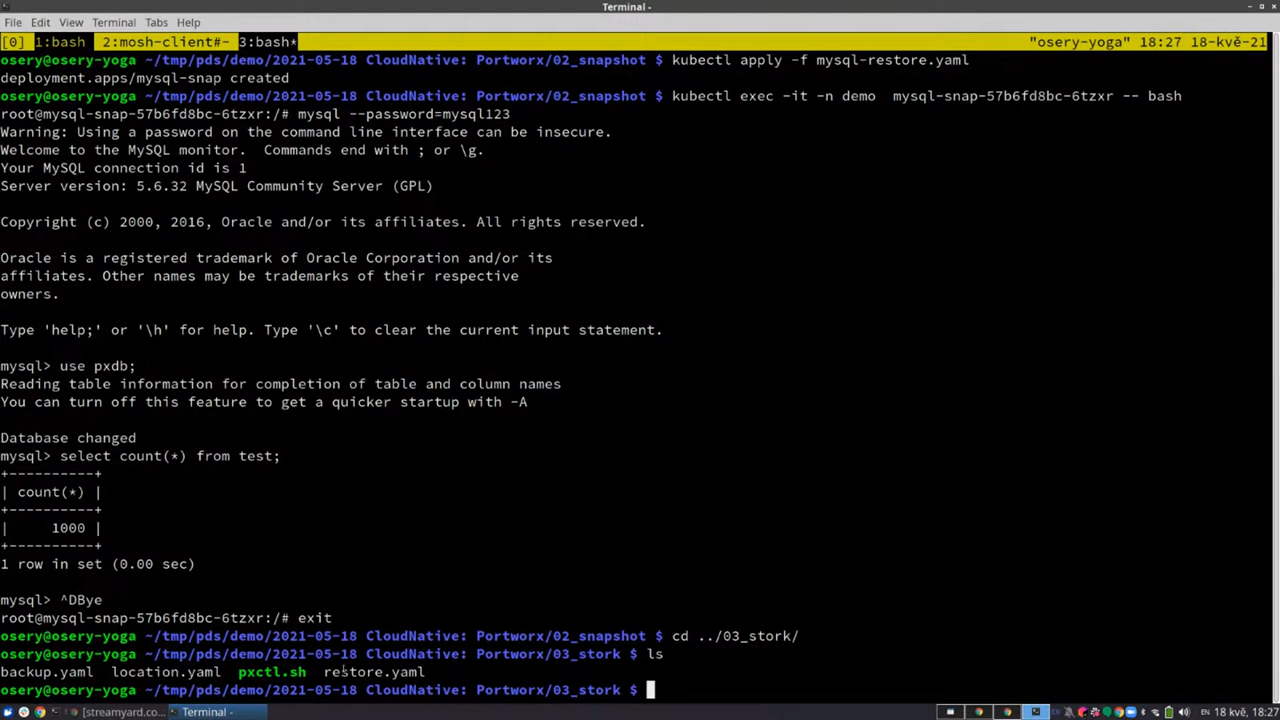 Terminal -
File Edit View Terminal Tabs Help
[0] 1:bash 2:mosh-client#- 3:bash* "osery-yoga" 18:27 18-kvě-21
osery@osery-yoga ~/tmp/pds/demo/2021-05-18 CloudNative: Portworx/02_snapshot $ kubectl apply -f mysql-restore.yaml
deployment.apps/mysql-snap created
osery@osery-yoga ~/tmp/pds/demo/2021-05-18 CloudNative: Portworx/02_snapshot $ kubectl exec -it -n demo  mysql-snap-57b6fd8bc-6tzxr -- bash
root@mysql-snap-57b6fd8bc-6tzxr:/# mysql --password=mysql123
Warning: Using a password on the command line interface can be insecure.
Welcome to the MySQL monitor.  Commands end with ; or \g.
Your MySQL connection id is 1
Server version: 5.6.32 MySQL Community Server (GPL)
Copyright (c) 2000, 2016, Oracle and/or its affiliates. All rights reserved.
Oracle is a registered trademark of Oracle Corporation and/or its
affiliates. Other names may be trademarks of their respective
owners.
Type 'help;' or '\h' for help. Type '\c' to clear the current input statement.
mysql> use pxdb;
Reading table information for completion of table and column names
You can turn off this feature to get a quicker startup with -A
Database changed
mysql> select count(*) from test;
+----------+
| count(*) |
+----------+
|     1000 |
+----------+
1 row in set (0.00 sec)
mysql> ^DBye
root@mysql-snap-57b6fd8bc-6tzxr:/# exit
osery@osery-yoga ~/tmp/pds/demo/2021-05-18 CloudNative: Portworx/02_snapshot $ cd ../03_stork/
osery@osery-yoga ~/tmp/pds/demo/2021-05-18 CloudNative: Portworx/03_stork $ ls
backup.yaml  location.yaml  pxctl.sh  restore.yaml
osery@osery-yoga ~/tmp/pds/demo/2021-05-18 CloudNative: Portworx/03_stork $
[streamyard.co... Terminal - EN EN 18 kvě, 18:27